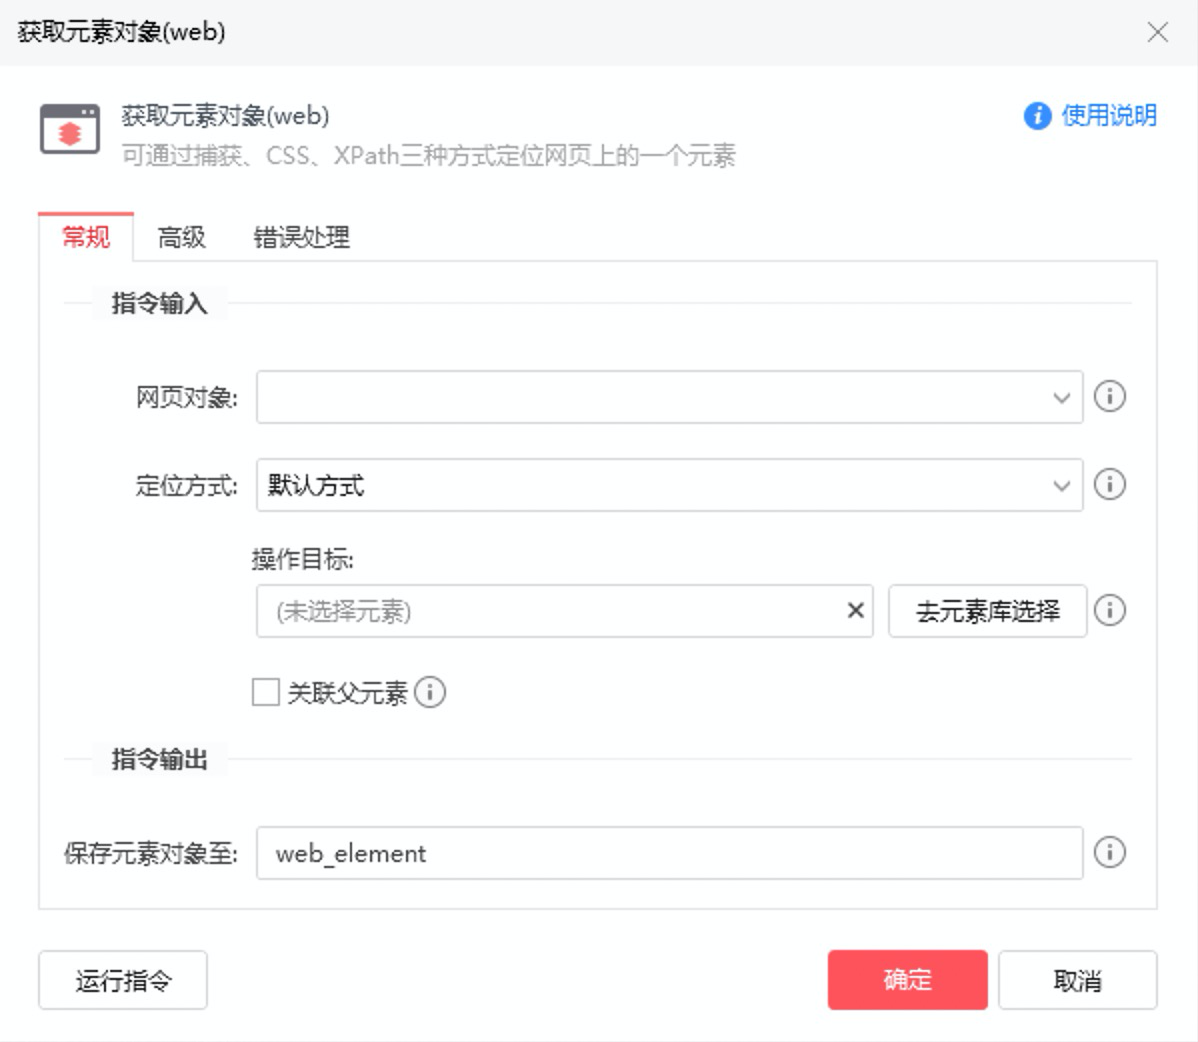 获取元素对象(web)
获取元素对象(web)
使用说明
可通过捕获、CSS、XPath三种方式定位网页上的一个元素
常规 高级 错误处理
指令输入
网页对象:
定位方式: 默认方式
操作目标:
(未选择元素) 去元素库选择
关联父元素
指令输出
保存元素对象至: web_element
运行指令 确定 取消